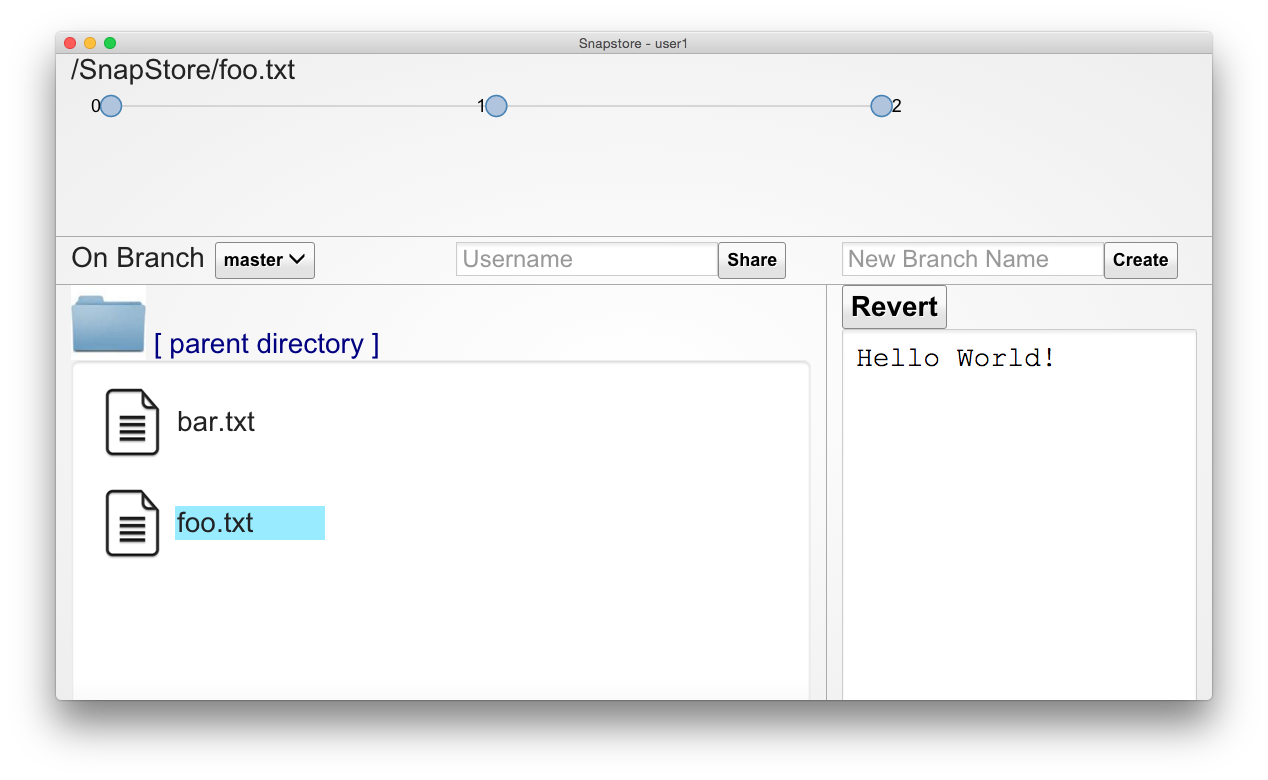 Snapstore - user1
/SnapStore/foo.txt
0 1 2
On Branch master Username Share New Branch Name Create
[ parent directory ]
Revert
Hello World!
bar.txt
foo.txt